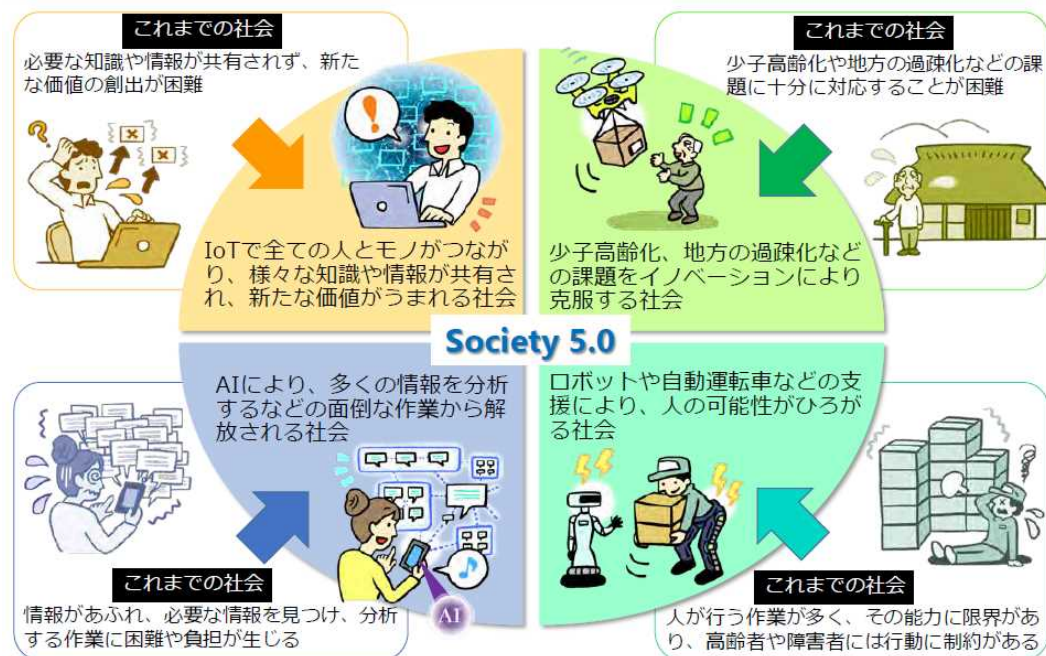 これまでの社会
必要な知識や情報が共有されず、新た
な価値の創出が困難
IoTで全ての人とモノがつなが
り、様々な知識や情報が共有さ
れ、新たな価値がうまれる社会
これまでの社会
少子高齢化や地方の過疎化などの課
題に十分に対応することが困難
少子高齢化、地方の過疎化など
の課題をイノベーションにより
克服する社会
Society 5.0
AIにより、多くの情報を分析
するなどの面倒な作業から解
放される社会
AI
これまでの社会
情報があふれ、必要な情報を見つけ、分析
する作業に困難や負担が生じる
ロボットや自動運転車などの支
援により、人の可能性がひろが
る社会
これまでの社会
人が行う作業が多く、その能力に限界があ
り、高齢者や障害者には行動に制約がある